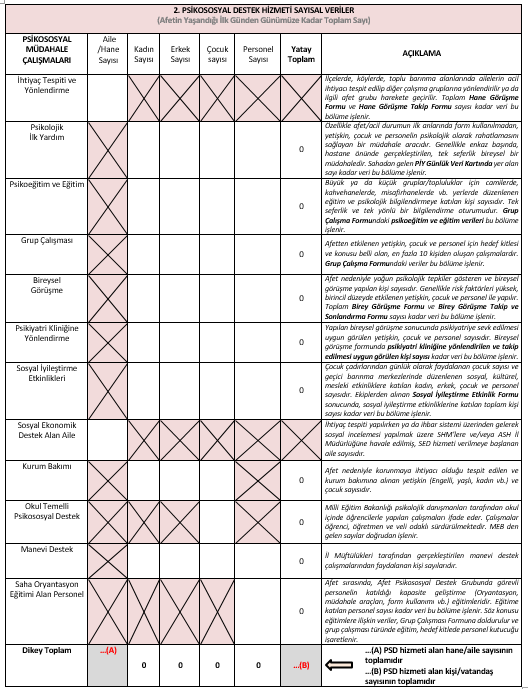 2. PSİKOSOSYAL DESTEK HİZMETİ SAYISAL VERİLER
(Afetin Yaşandığı İlk Günden Günümüze Kadar Toplam Sayı)
PSİKOSOSYAL
MÜDAHALE
ÇALIŞMALARI
Aile
/Hane
Sayısı
Kadın
Sayısı
Erkek
Sayısı
Çocuk
sayısı
Personel
Sayısı
Yatay
Toplam
AÇIKLAMA
İhtiyaç Tespiti ve
Yönlendirme
İlçelerde, köylerde, toplu barınma alanlarında ailelerin acil
ihtiyacı tespit edilip diğer çalışma gruplarına yönlendirilir ya da
ilgili afet grubu harekete geçirilir. Toplam Hane Görüşme
Formu ve Hane Görüşme Takip Formu sayısı kadar veri bu
bölüme işlenir.
Psikolojik
İlk Yardım
0
Özellikle afet/acil durumun ilk anlarında form kullanılmadan,
yetişkin, çocuk ve personelin psikolojik olarak rahatlamasını
sağlayan bir müdahale aracıdır. Genellikle enkaz başında,
hastane önünde gerçekleştirilen, tek seferlik bireysel bir
müdahaledir. Sahadan gelen PİY Günlük Veri Kartında yer alan
sayı kadar veri bu bölüme işlenir.
Psikoeğitim ve Eğitim
0
Büyük ya da küçük gruplar/topluluklar için camilerde,
kahvehanelerde, misafirhanelerde vb. yerlerde düzenlenen
eğitim ve psikolojik bilgilendirmeye katılan kişi sayısıdır. Tek
seferlik ve tek yönlü bir bilgilendirme oturumudur. Grup
Çalışma Formundaki psikoeğitim ve eğitim verileri bu bölüme
işlenir.
Grup Çalışması
0
Afetten etkilenen yetişkin, çocuk ve personel için hedef kitlesi
ve konusu belli olan, en fazla 10 kişiden oluşan çalışmalardır.
Grup Çalışma Formundaki veriler bu bölüme işlenir.
Bireysel
Görüşme
0
Afet nedeniyle yoğun psikolojik tepkiler gösteren ve bireysel
görüşme yapılan kişi sayısıdır. Genellikle risk faktörleri yüksek,
birincil düzeyde etkilenen yetişkin, çocuk ve personel ile yapılır.
Toplam Birey Görüşme Formu ve Birey Görüşme Takip ve
Sonlandırma Formu sayısı kadar veri bu bölüme işlenir.
Psikiyatri Kliniğine
Yönlendirme
0
Yapılan bireysel görüşme sonucunda psikiyatriye sevk edilmesi
uygun görülen yetişkin, çocuk ve personel sayısıdır. Bireysel
görüşme formunda psikiyatri kliniğine yönlendirilen ve takip
edilmesi uygun görülen kişi sayısı kadar veri bu bölüme işlenir.
Sosyal İyileştirme
Etkinlikleri
0
Çocuk çadırlarından günlük olarak faydalanan çocuk sayısı ve
geçici barınma merkezlerinde düzenlenen sosyal, kültürel,
mesleki etkinliklere katılan kadın, erkek, çocuk ve personel
sayısıdır. Ekiplerden alınan Sosyal İyileştirme Etkinlik Formu
sonucunda, sosyal iyileştirme etkinliklerine katılan toplam kişi
sayısı kadar veri bu bölüme işlenir.
Sosyal Ekonomik
Destek Alan Aile
İhtiyaç tespiti yapılırken ya da ihbar sistemi üzerinden gelerek
sosyal incelemesi yapılmak üzere SHM'lere ve/veya ASH İl
Müdürlüğüne havale edilmiş, SED hizmeti verilmeye başlanan
aile sayısıdır.
Kurum Bakımı
0
Afet nedeniyle korunmaya ihtiyacı olduğu tespit edilen ve
kurum bakımına alınan yetişkin (Engelli, yaşlı, kadın vb.) ve
çocuk sayısıdır.
Okul Temelli
Psikososyal Destek
0
Milli Eğitim Bakanlığı psikolojik danışmanları tarafından okul
içinde öğrencilerle yapılan çalışmaları ifade eder. Çalışmalar
öğrenci, öğretmen ve veli odaklı sürdürülmektedir. MEB den
gelen sayılar doğrudan işlenir.
Manevi Destek
0
İl Müftülükleri tarafından gerçekleştirilen manevi destek
çalışmalarından faydalanan kişi sayılarıdır.
Saha Oryantasyon
Eğitimi Alan Personel
0
Afet sırasında, Afet Psikososyal Destek Grubunda görevli
personelin katıldığı kapasite geliştirme (Oryantasyon,
müdahale araçları, form kullanımı vb.) eğitimleridir. Eğitime
katılan personel sayısı kadar veri bu bölüme işlenir. Söz konusu
eğitimlere ilişkin veriler, Grup Çalışması Formuna doldurulur ve
grup çalışması türünde eğitim, hedef kitlede personel kutucuğu
işaretlenir.
Dikey Toplam
...(A)
0
0
0
0
...(B)
...(A) PSD hizmeti alan hane/aile sayısının
toplamıdır
...(B) PSD hizmeti alan kişi/vatandaş
sayısının toplamıdır